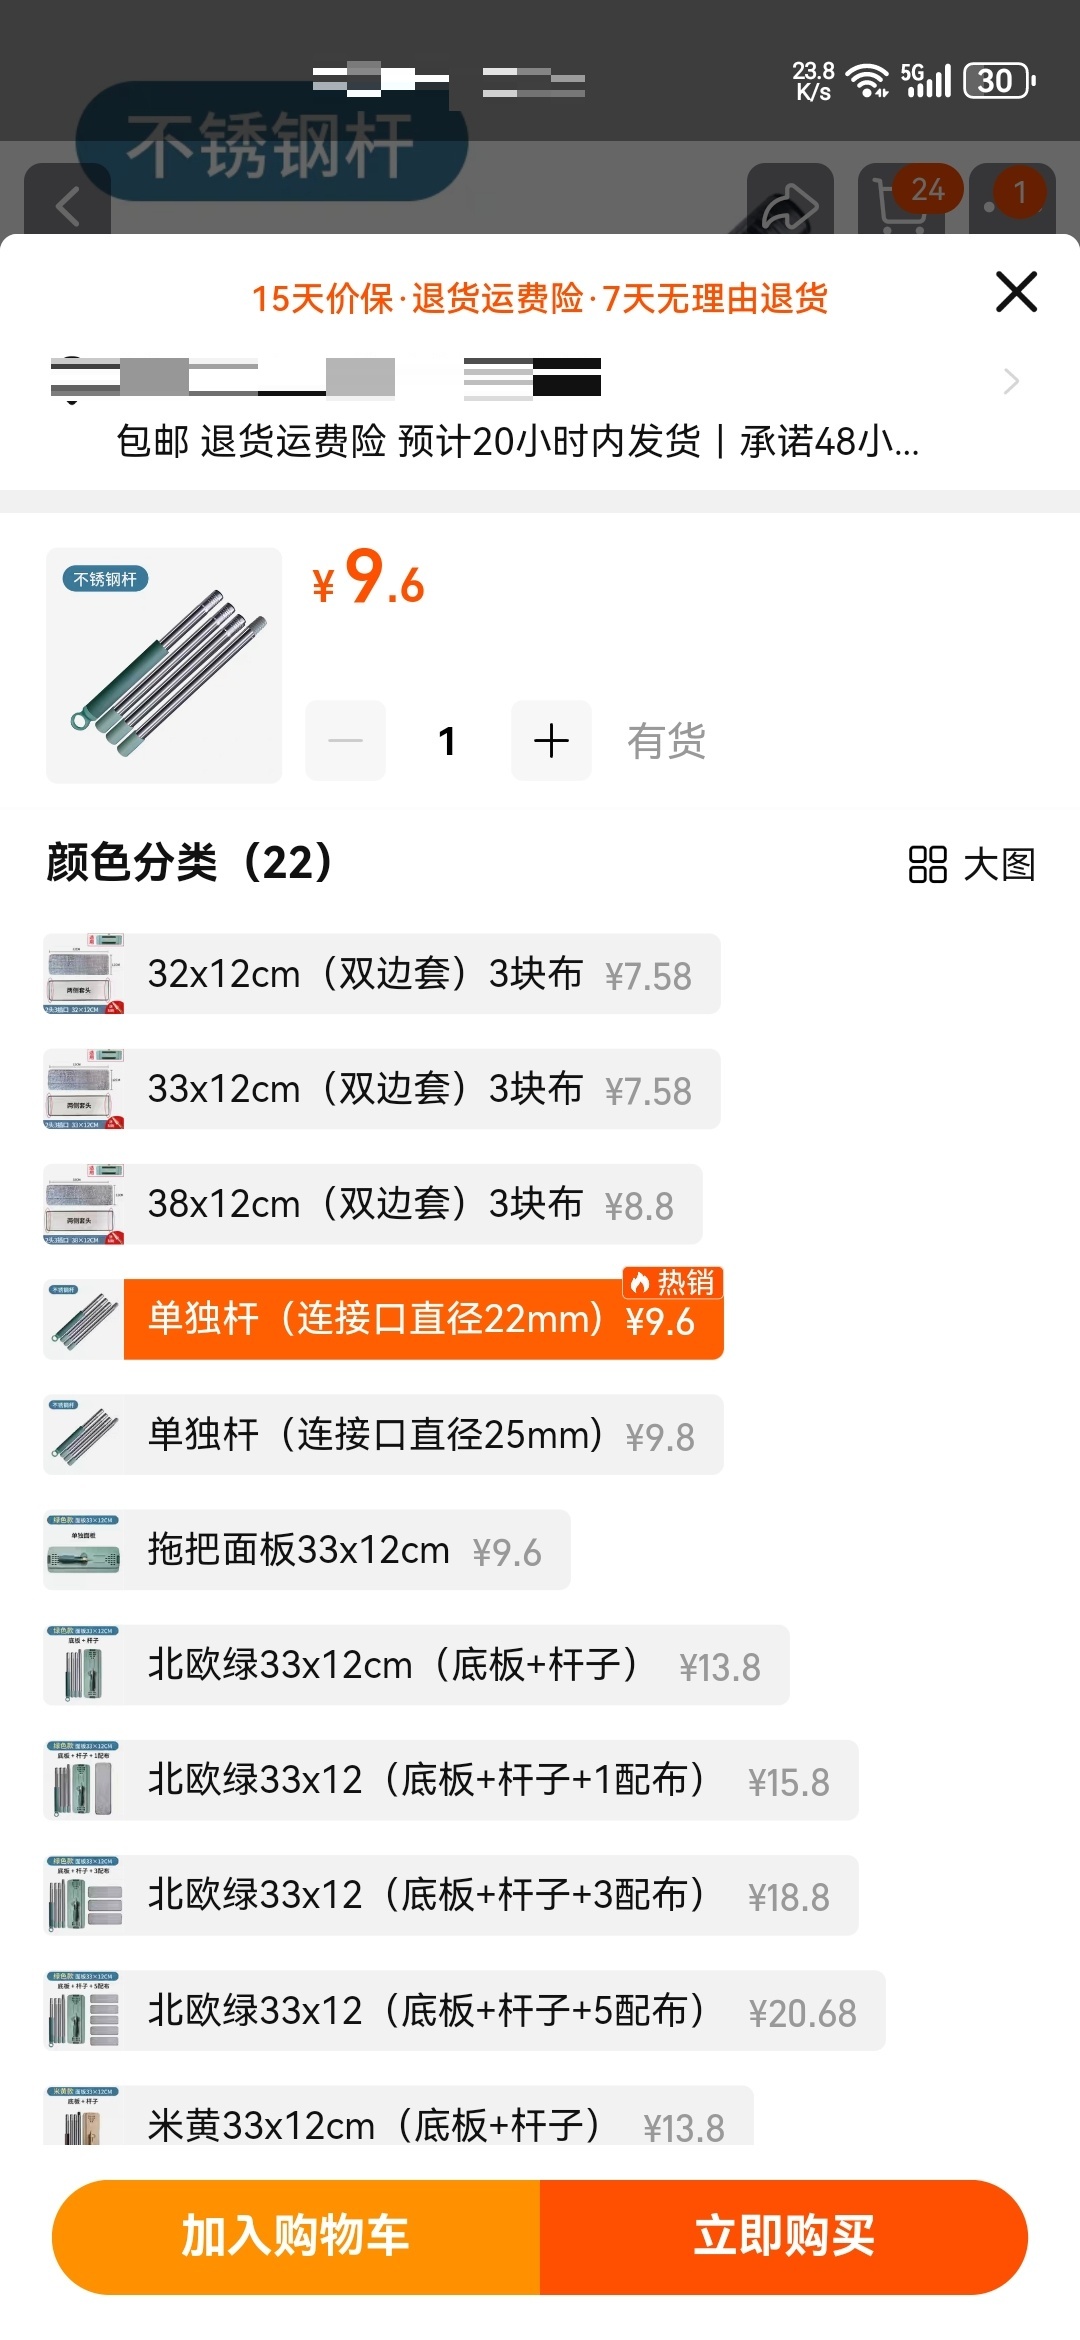 23.8
K/s
5G
30
不锈钢杆
24
1
15天价保·退货运费险·7天无理由退货
包邮 退货运费险 预计20小时内发货 | 承诺48小...
不锈钢杆
¥9.6
1
有货
颜色分类（22）
大图
32x12cm（双边套）3块布 ¥7.58
33x12cm（双边套）3块布 ¥7.58
38x12cm（双边套）3块布 ¥8.8
热销
单独杆（连接口直径22mm) ¥9.6
单独杆（连接口直径25mm) ¥9.8
拖把面板33x12cm ¥9.6
北欧绿33x12cm（底板+杆子） ¥13.8
北欧绿33x12（底板+杆子+1配布） ¥15.8
北欧绿33x12（底板+杆子+3配布） ¥18.8
北欧绿33x12（底板+杆子+5配布） ¥20.68
米黄33x12cm（底板+杆子） ¥13.8
加入购物车
立即购买